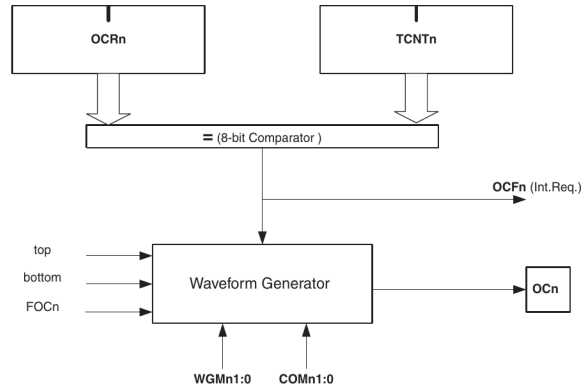 OCRn
TCNTn
= (8-bit Comparator )
OCFn (Int.Req.)
top
bottom
FOCn
Waveform Generator
OCn
WGMn1:0
COMn1:0